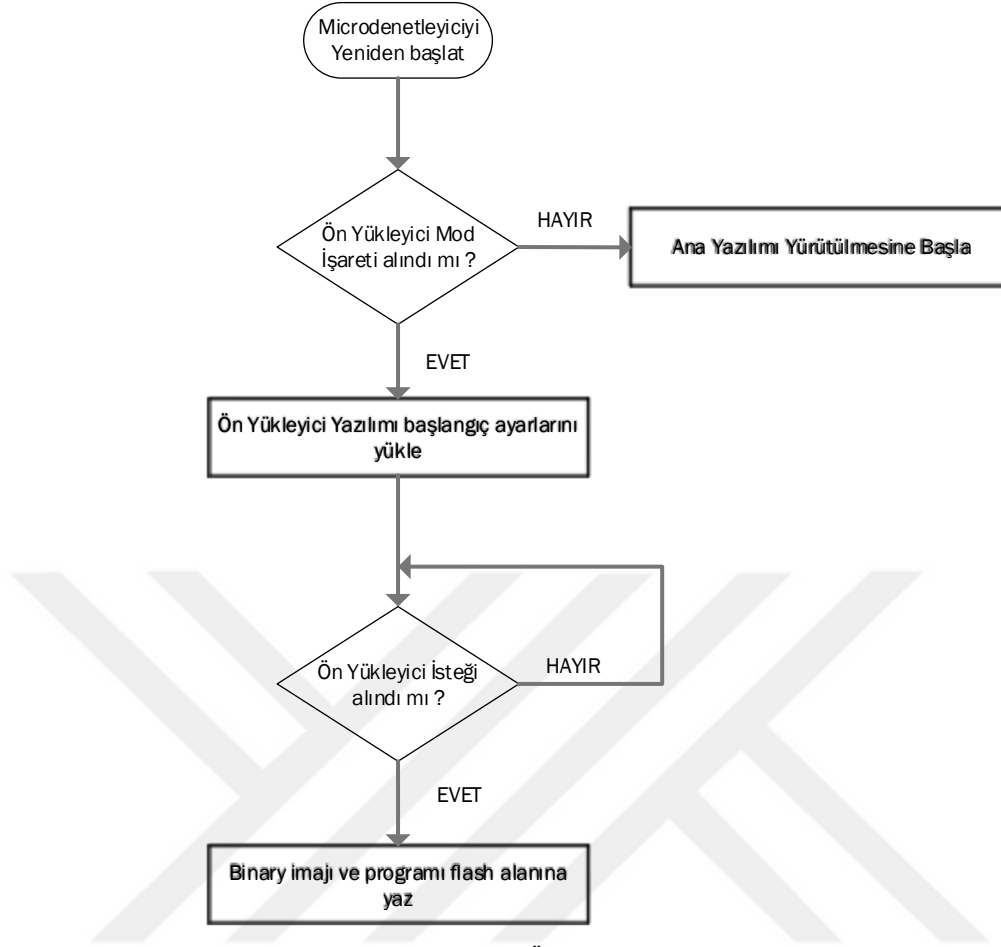 Microdenetleyiciyi
Yeniden başlat
Ön Yükleyici Mod
İşareti alındı mı ?
HAYIR
Ana Yazılımı Yürütülmesine Başla
EVET
Ön Yükleyici Yazılımı başlangıç ayarlarını
yükle
Ön Yükleyici İsteği
alındı mı ?
HAYIR
EVET
Binary imajı ve programı flash alanına
yaz